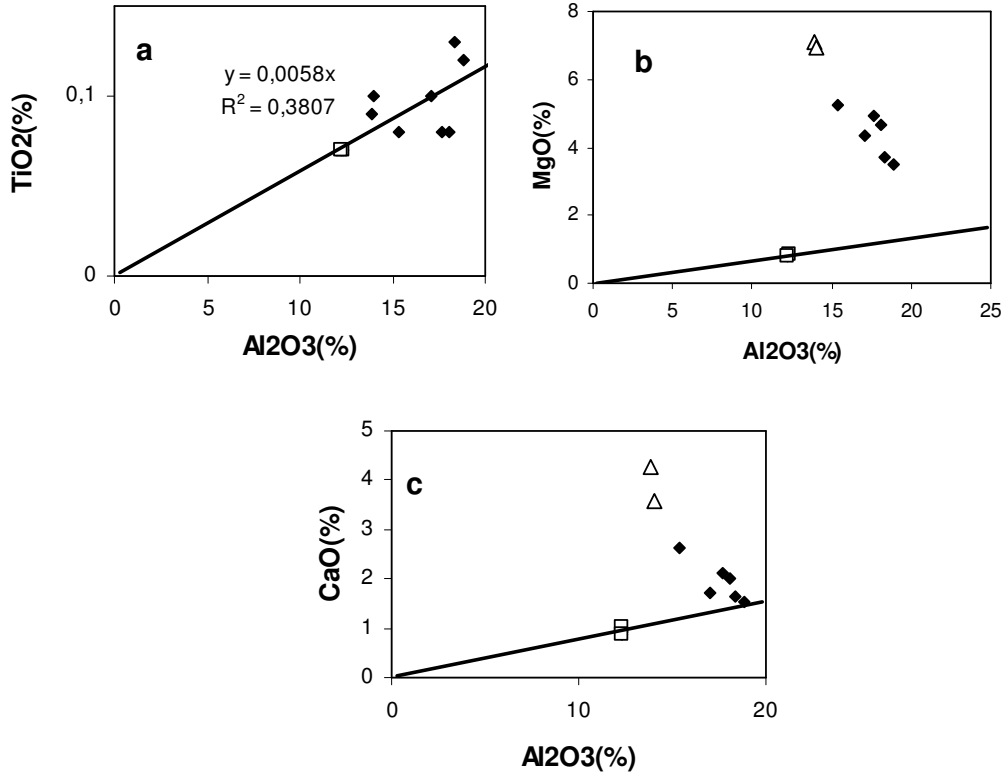 a
y = 0,0058x
R² = 0,3807
0,1
0
TiO2(%)
0 5 10 15 20
Al2O3(%)
b
8
6
4
2
0
MgO(%)
0 5 10 15 20 25
Al2O3(%)
c
5
4
3
2
1
0
CaO(%)
0 10 20
Al2O3(%)